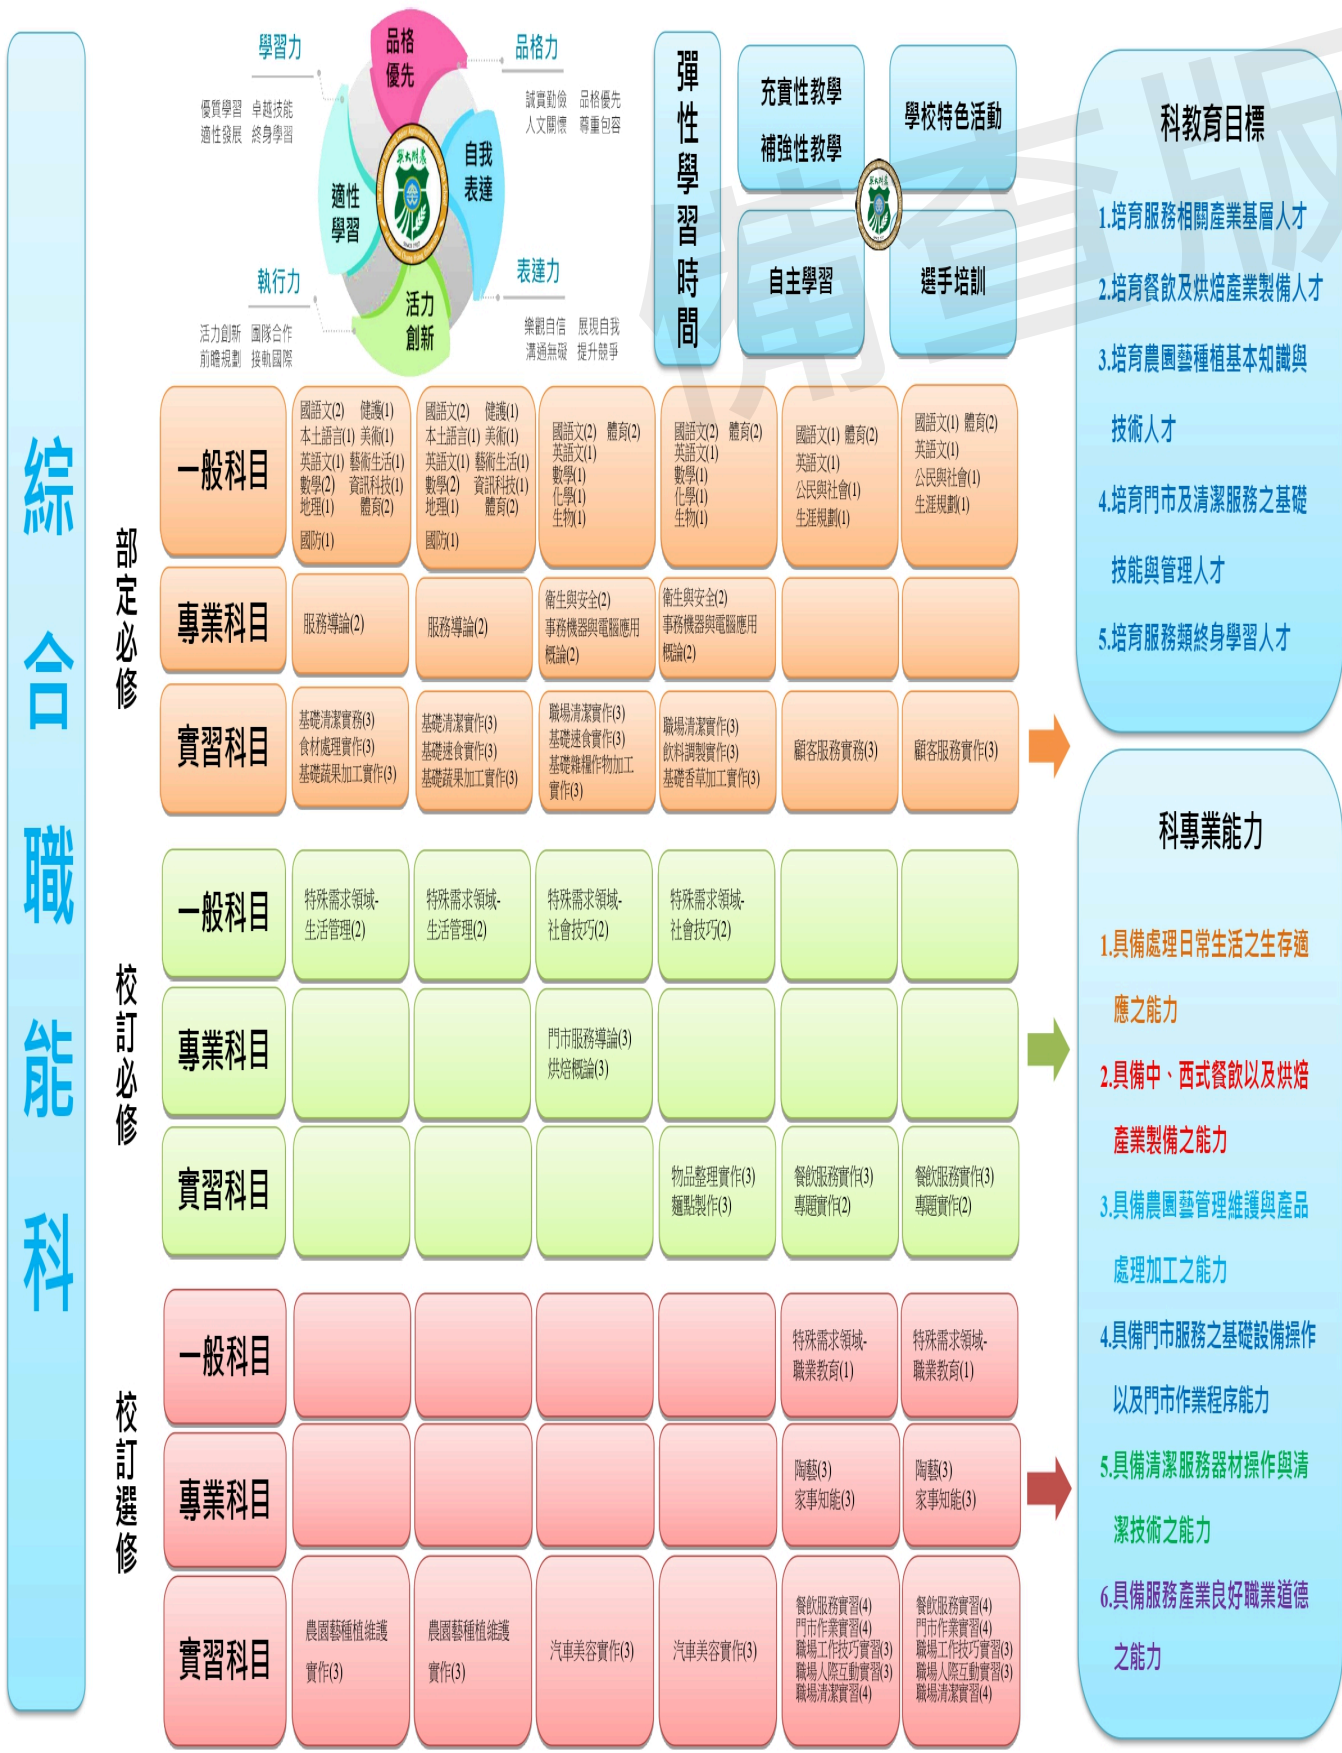 綜合職能科
學習力
優質學習 卓越技能
適性發展 終身學習
品格力
誠實勤儉 品格優先
人文關懷 尊重包容
執行力
活力創新 團隊合作
前瞻規劃 接軌國際
表達力
樂觀自信 展現自我
溝通無礙 提升競爭
品格
優先
自我
表達
活力
創新
適性
學習
興大附農
彈性學習時間
充實性教學
補強性教學
學校特色活動
自主學習
選手培訓
備查版
部定必修
一般科目
國語文(2) 健護(1)
本土語言(1) 美術(1)
英語文(1) 藝術生活(1)
數學(2) 資訊科技(1)
地理(1) 體育(2)
國防(1)
國語文(2) 健護(1)
本土語言(1) 美術(1)
英語文(1) 藝術生活(1)
數學(2) 資訊科技(1)
地理(1) 體育(2)
國防(1)
國語文(2) 體育(2)
英語文(1)
數學(1)
化學(1)
生物(1)
國語文(2) 體育(2)
英語文(1)
數學(1)
化學(1)
生物(1)
國語文(1) 體育(2)
英語文(1)
公民與社會(1)
生涯規劃(1)
國語文(1) 體育(2)
英語文(1)
公民與社會(1)
生涯規劃(1)
專業科目
服務導論(2)
服務導論(2)
衛生與安全(2)
事務機器與電腦應用
概論(2)
衛生與安全(2)
事務機器與電腦應用
概論(2)
實習科目
基礎清潔實務(3)
食材處理實作(3)
基礎蔬果加工實作(3)
基礎清潔實作(3)
基礎速食實作(3)
基礎蔬果加工實作(3)
職場清潔實作(3)
基礎速食實作(3)
基礎雜糧作物加工
實作(3)
職場清潔實作(3)
飲料調製實作(3)
基礎香草加工實作(3)
顧客服務實務(3)
顧客服務實作(3)
校訂必修
一般科目
特殊需求領域-
生活管理(2)
特殊需求領域-
生活管理(2)
特殊需求領域-
社會技巧(2)
特殊需求領域-
社會技巧(2)
專業科目
門市服務導論(3)
烘焙概論(3)
實習科目
物品整理實作(3)
麵點製作(3)
餐飲服務實作(3)
專題實作(2)
餐飲服務實作(3)
專題實作(2)
校訂選修
一般科目
特殊需求領域-
職業教育(1)
特殊需求領域-
職業教育(1)
專業科目
陶藝(3)
家事知能(3)
陶藝(3)
家事知能(3)
實習科目
農園藝種植維護
實作(3)
農園藝種植維護
實作(3)
汽車美容實作(3)
汽車美容實作(3)
餐飲服務實習(4)
門市作業實習(4)
職場工作技巧實習(3)
職場人際互動實習(3)
職場清潔實習(4)
餐飲服務實習(4)
門市作業實習(4)
職場工作技巧實習(3)
職場人際互動實習(3)
職場清潔實習(4)
科教育目標
1.培育服務相關產業基層人才
2.培育餐飲及烘焙產業製備人才
3.培育農園藝種植基本知識與
技術人才
4.培育門市及清潔服務之基礎
技能與管理人才
5.培育服務類終身學習人才
科專業能力
1.具備處理日常生活之生存適
應之能力
2.具備中、西式餐飲以及烘焙
產業製備之能力
3.具備農園藝管理維護與產品
處理加工之能力
4.具備門市服務之基礎設備操作
以及門市作業程序能力
5.具備清潔服務器材操作與清
潔技術之能力
6.具備服務產業良好職業道德
之能力